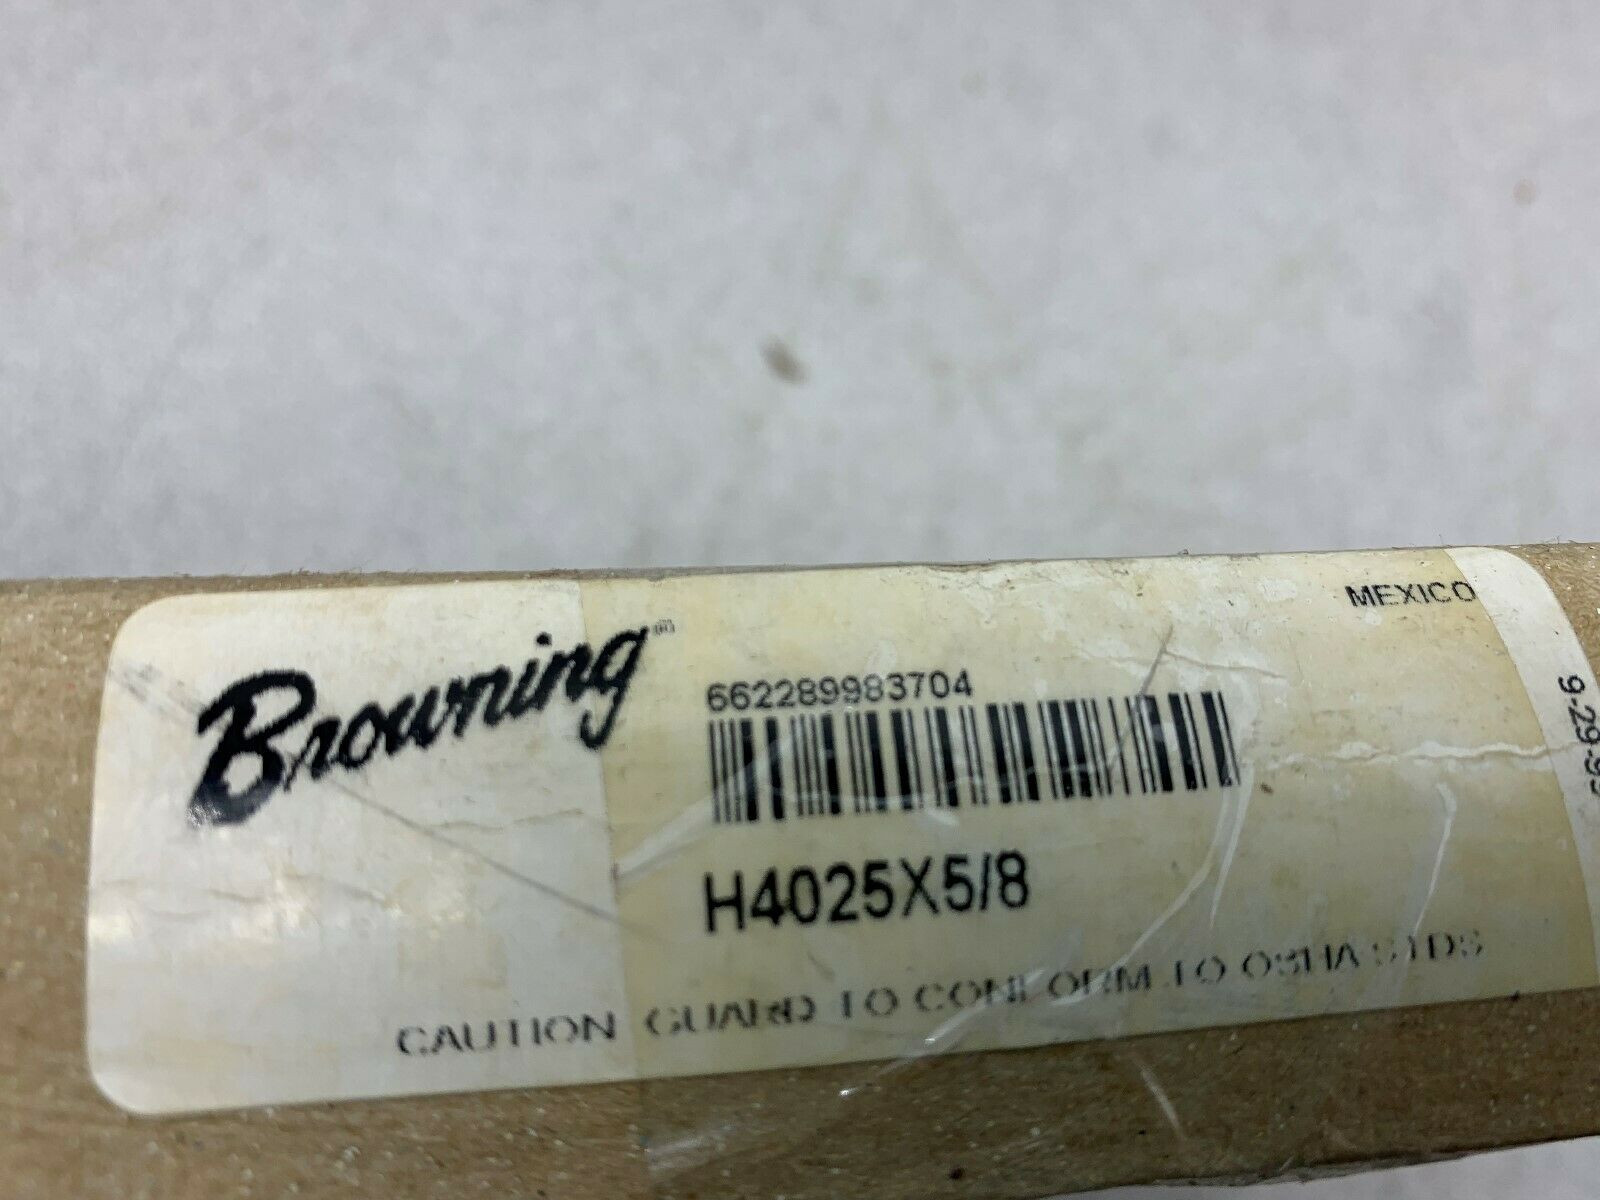 Browning
662289983704
H4025X5/8
CAUTION GUARD TO CONFORM TO OSHA STDS
MEXICO